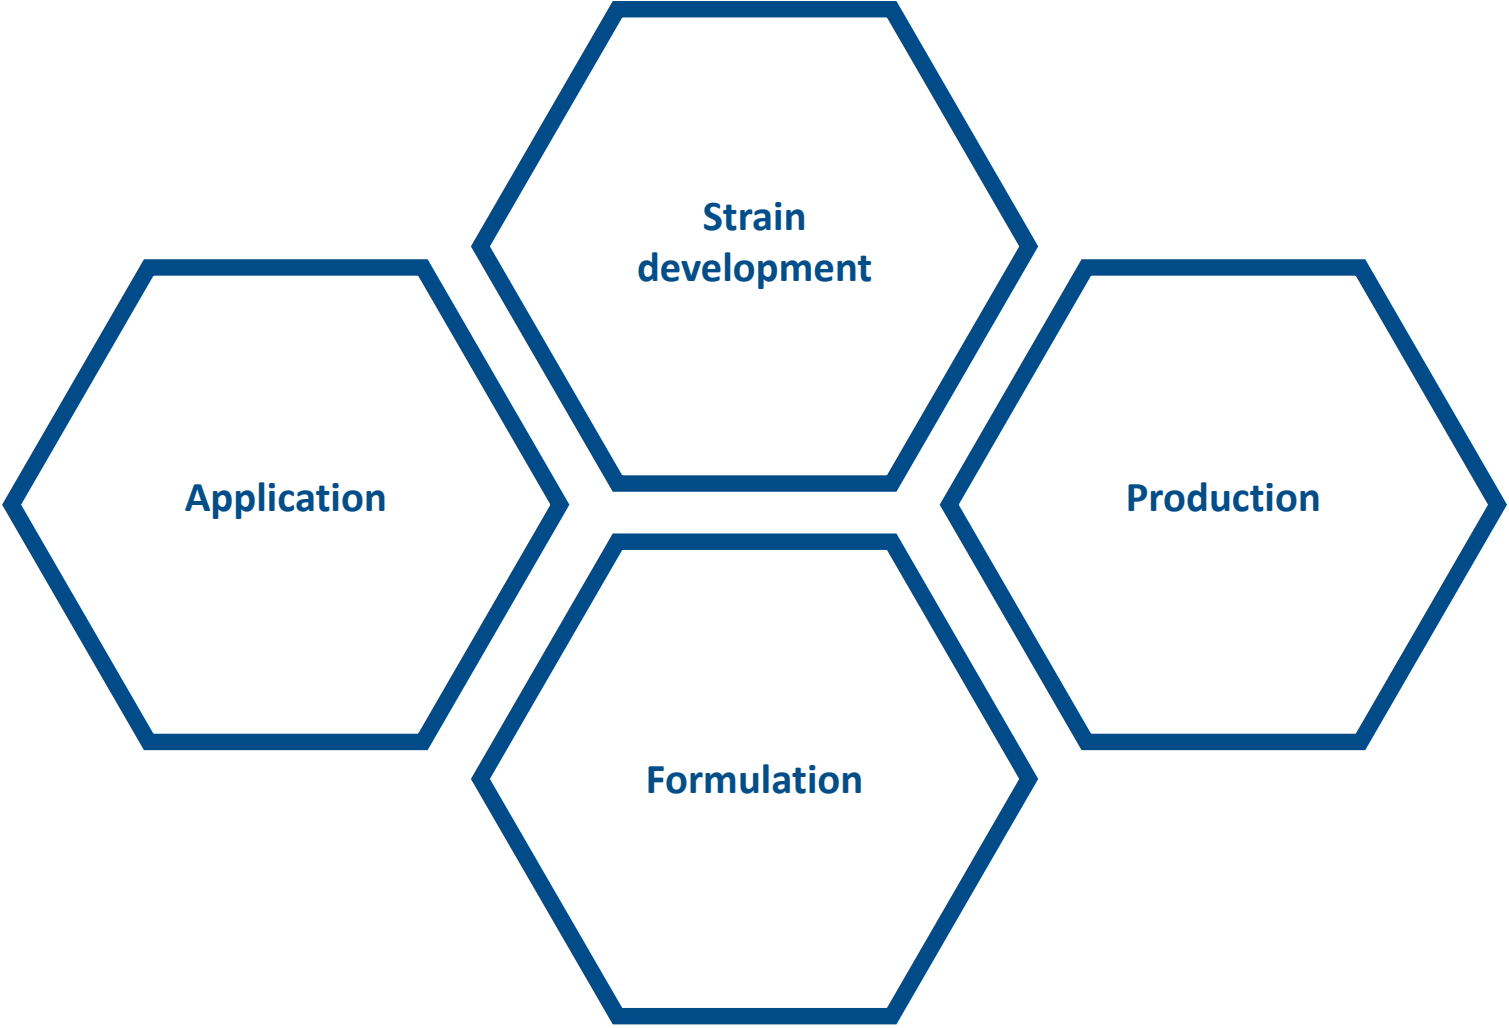 Strain
development
Application
Production
Formulation